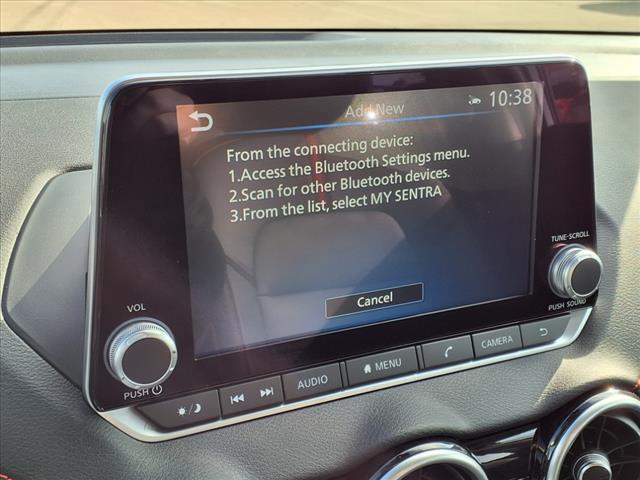 Add New
10:38
From the connecting device:
1.Access the Bluetooth Settings menu.
2.Scan for other Bluetooth devices.
3.From the list, select MY SENTRA
Cancel
VOL
PUSH
TUNE-SCROLL
PUSH SOUND
AUDIO
MENU
CAMERA